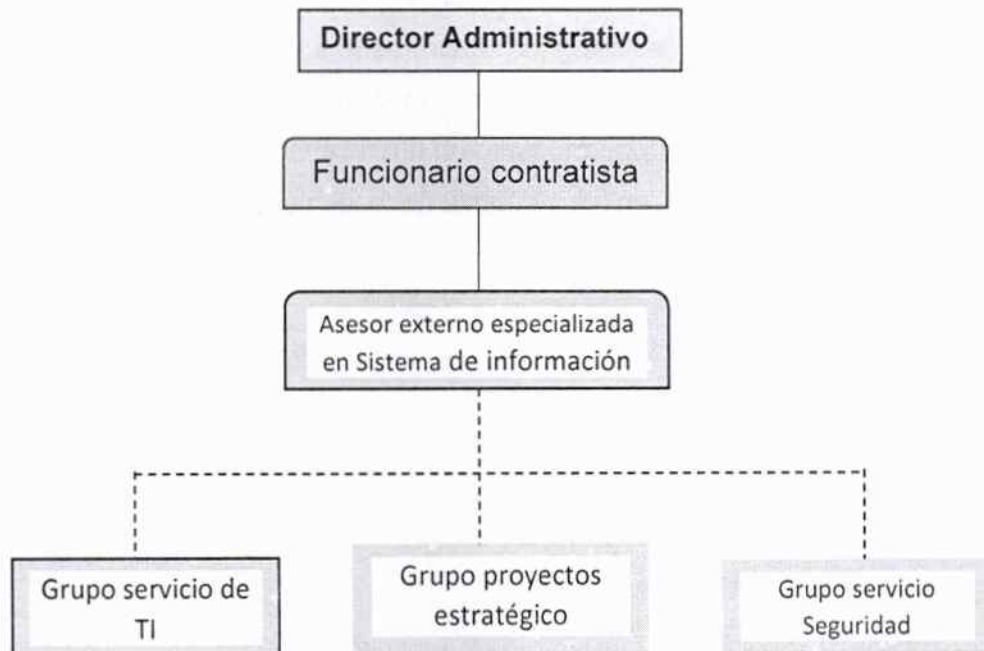 Director Administrativo
Funcionario contratista
Asesor externo especializada
en Sistema de información
Grupo servicio de
TI
Grupo proyectos
estratégico
Grupo servicio
Seguridad